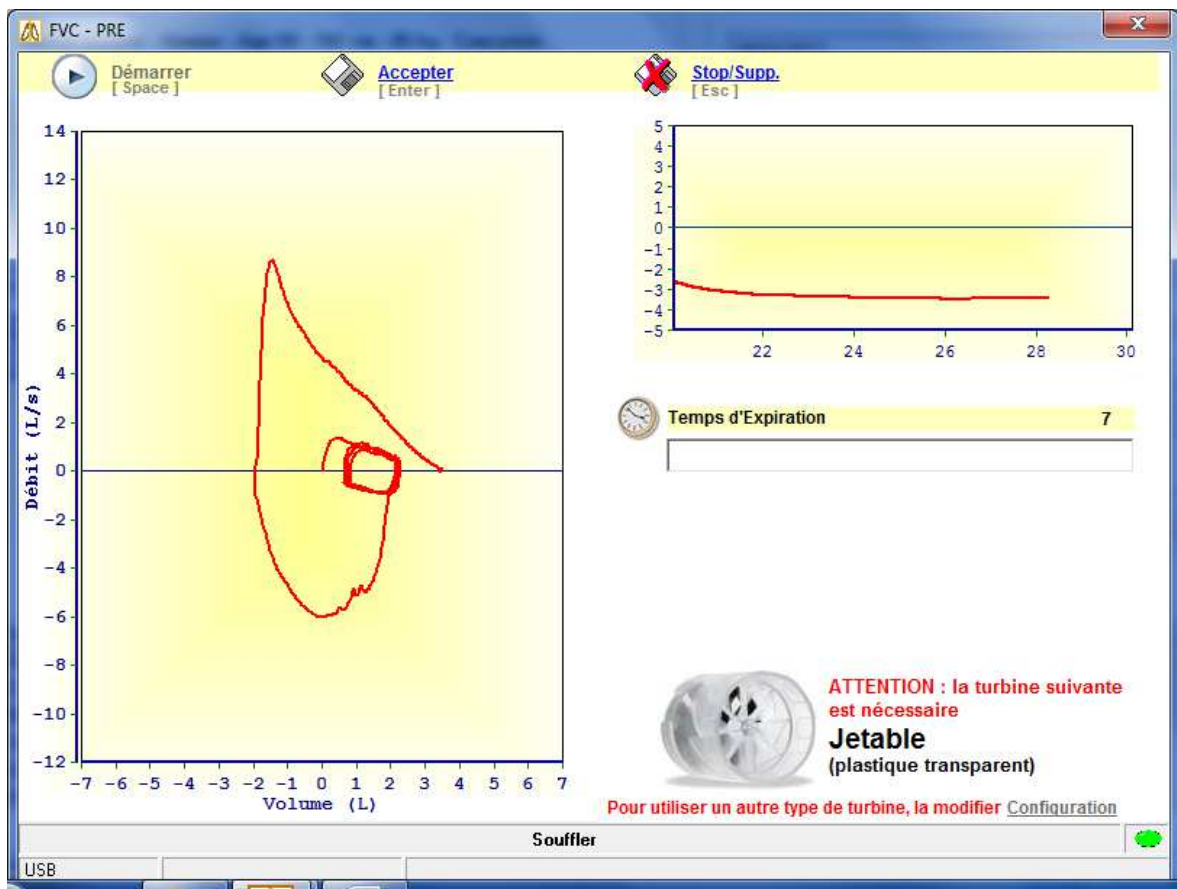 FVC - PRE
Démarrer
[ Space ]
Accepter
[ Enter ]
Stop/Supp.
[ Esc ]
14
12
10
8
6
4
2
0
-2
-4
-6
-8
-10
-12
Débit (L/s)
-7 -6 -5 -4 -3 -2 -1 0 1 2 3 4 5 6 7
Volume (L)
5
4
3
2
1
0
-1
-2
-3
-4
-5
22 24 26 28 30
Temps d'Expiration 7
ATTENTION : la turbine suivante
est nécessaire
Jetable
(plastique transparent)
Pour utiliser un autre type de turbine, la modifier Configuration
Souffler
USB